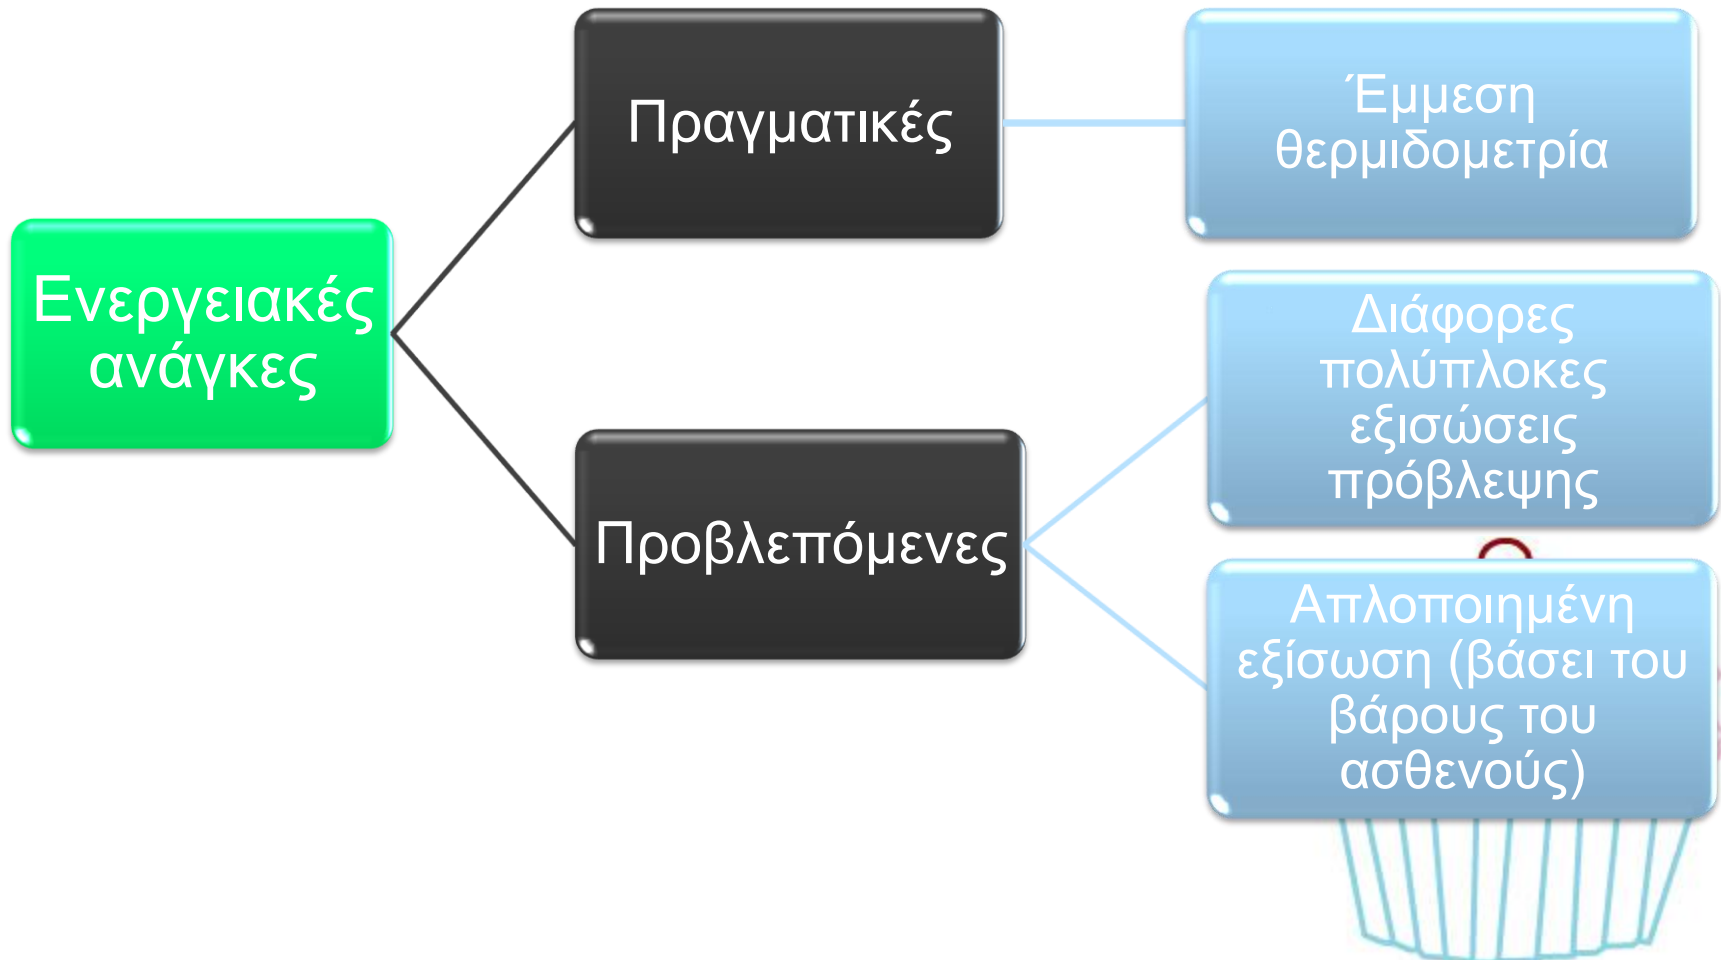 Ενεργειακές
ανάγκες
Πραγματικές
Έμμεση
θερμιδομετρία
Προβλεπόμενες
Διάφορες
πολύπλοκες
εξισώσεις
πρόβλεψης
Απλοποιημένη
εξίσωση (βάσει του
βάρους του
ασθενούς)